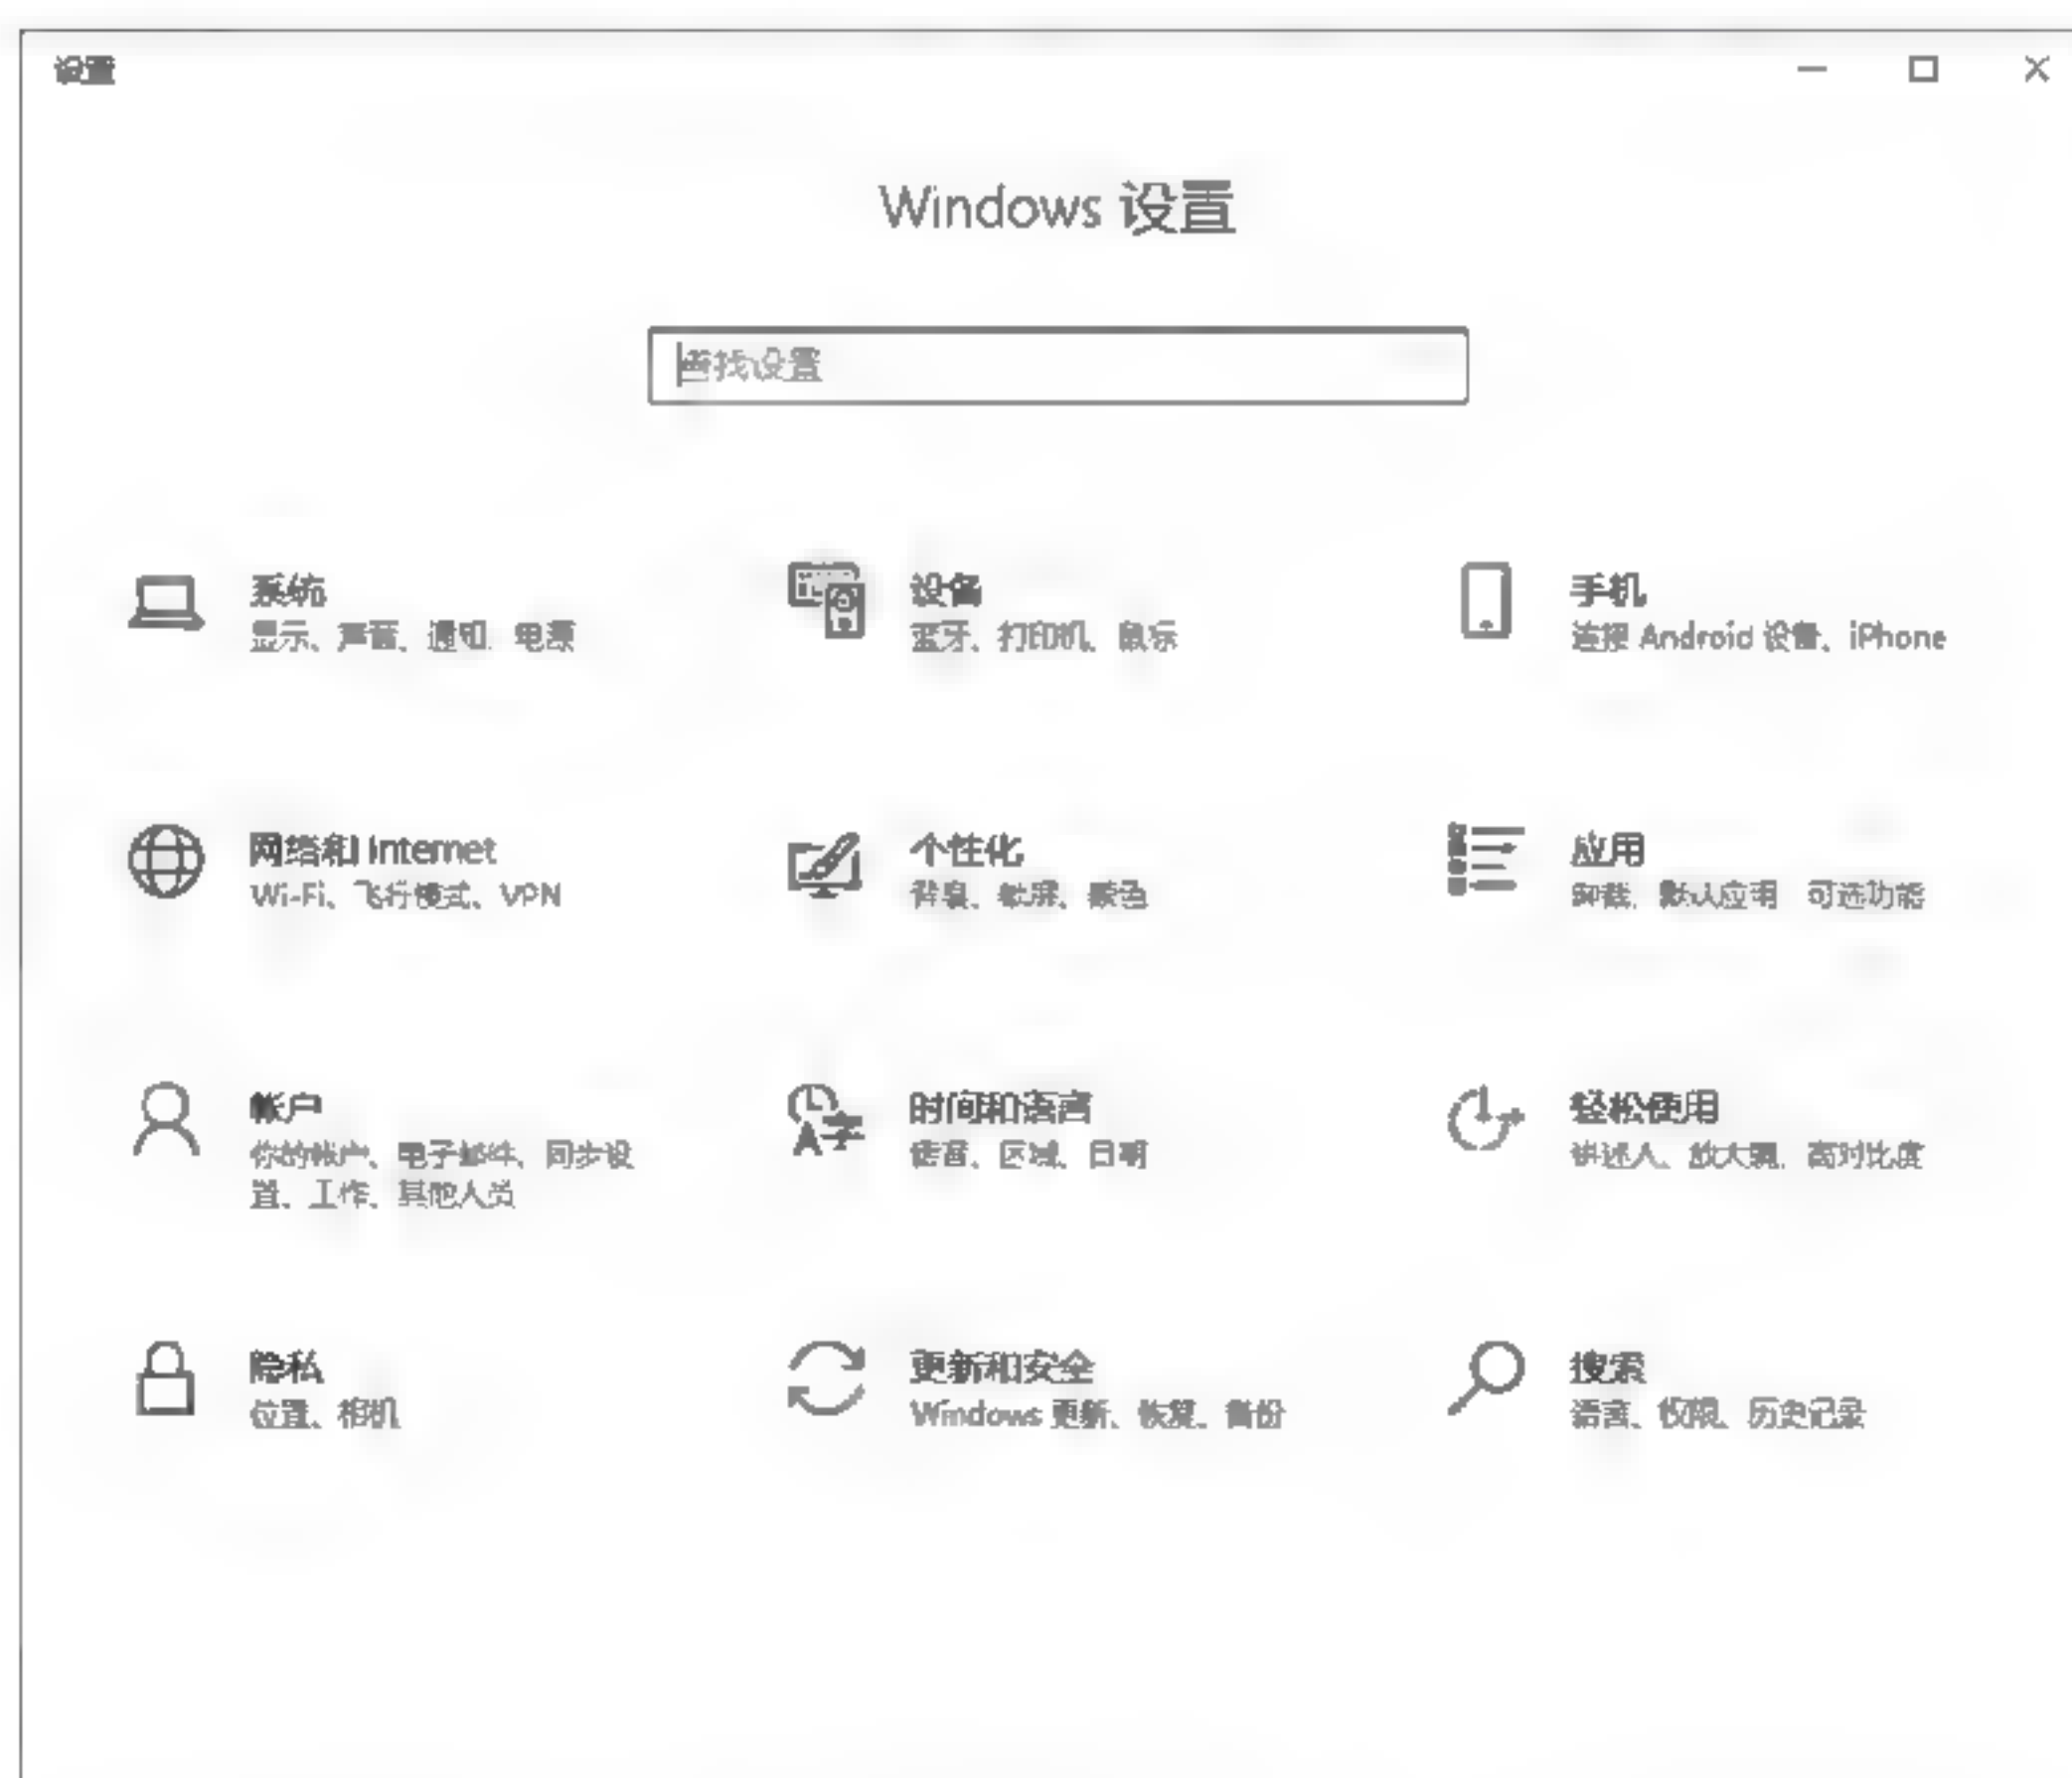 设置
Windows 设置
查找设置
系统
显示、声音、通知、电源
设备
蓝牙、打印机、鼠标
手机
连接 Android 设备、iPhone
网络和 Internet
Wi-Fi、飞行模式、VPN
个性化
背景、锁屏、颜色
应用
卸载、默认应用、可选功能
帐户
你的帐户、电子邮件、同步设
置、工作、其他人员
时间和语言
语音、区域、日期
轻松使用
讲述人、放大镜、高对比度
隐私
位置、相机
更新和安全
Windows 更新、恢复、备份
搜索
语言、权限、历史记录